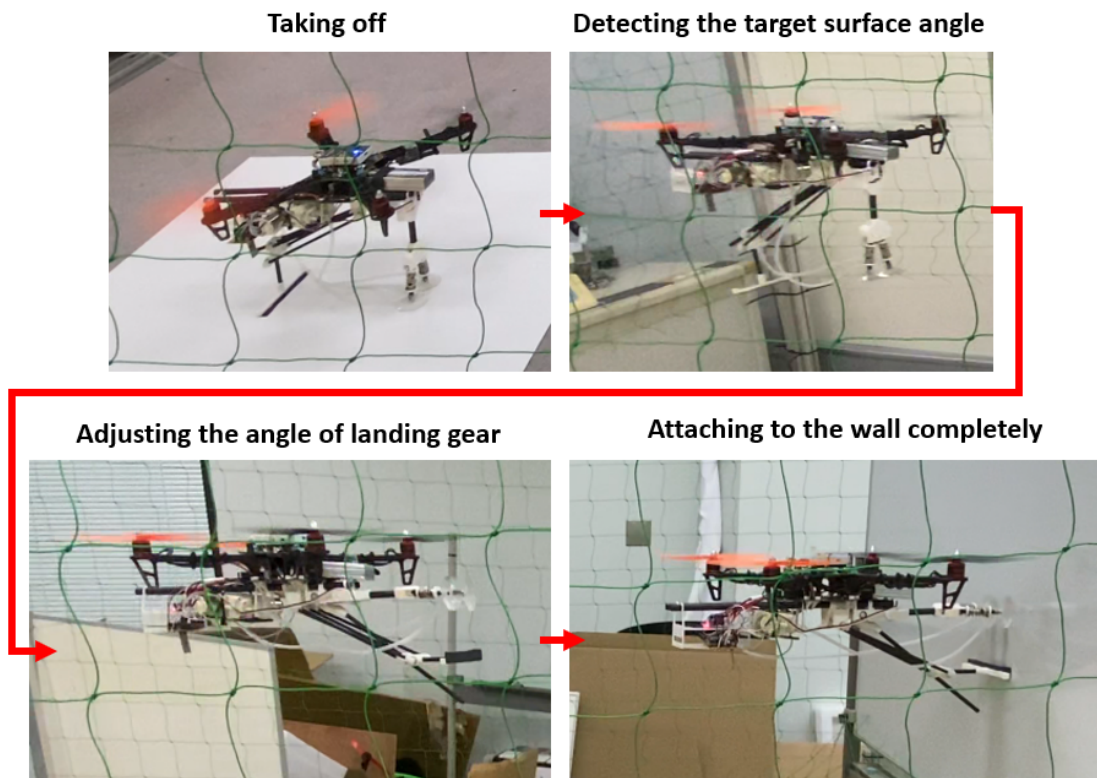 Taking off
Detecting the target surface angle
Adjusting the angle of landing gear
Attaching to the wall completely